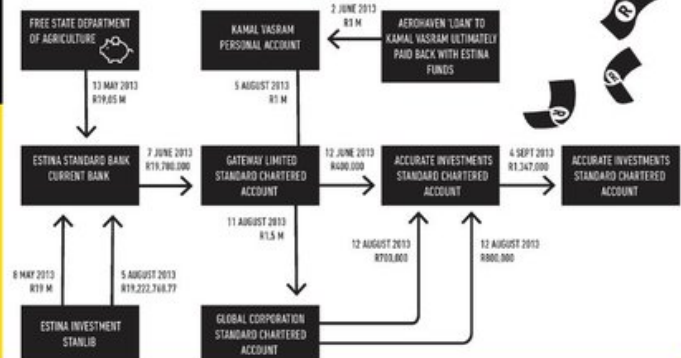 FREE STATE DEPARTMENT
OF AGRICULTURE
KAMAL VASRAM
PERSONAL ACCOUNT
2 JUNE 2013
R1 M
AEROHAVEN 'LOAN' TO
KAMAL VASRAM ULTIMATELY
PAID BACK WITH ESTINA
FUNDS
13 MAY 2013
R19,05 M
5 AUGUST 2013
R1 M
ESTINA STANDARD BANK
CURRENT BANK
7 JUNE 2013
R19,780.000
GATEWAY LIMITED
STANDARD CHARTERED
ACCOUNT
12 JUNE 2013
R400,000
ACCURATE INVESTMENTS
STANDARD CHARTERED
ACCOUNT
4 SEPT 2013
R1,347,000
ACCURATE INVESTMENTS
STANDARD CHARTERED
ACCOUNT
11 AUGUST 2013
R1,5 M
12 AUGUST 2013
R700,000
12 AUGUST 2013
R800,000
8 MAY 2013
R19 M
5 AUGUST 2013
R19,222,768.77
ESTINA INVESTMENT
STANLIB
GLOBAL CORPORATION
STANDARD CHARTERED
ACCOUNT
R
R